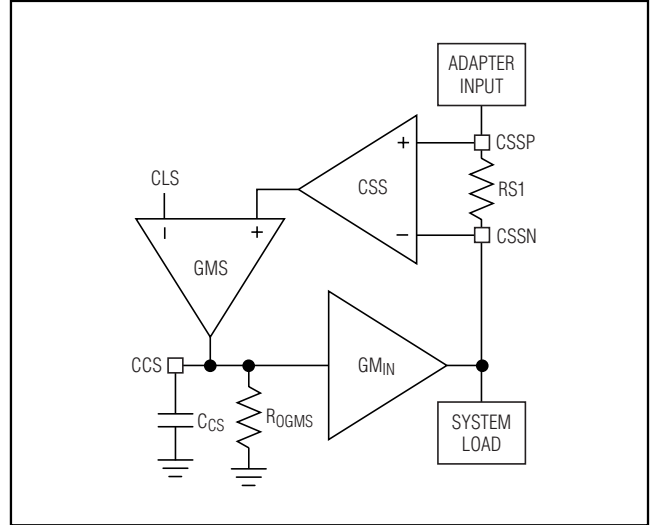 ADAPTER
INPUT
CSSP
+
CLS
CSS
RS1
− +
−
CSSN
GMS
CCS
GMIN
CCS
ROGMS
SYSTEM
LOAD